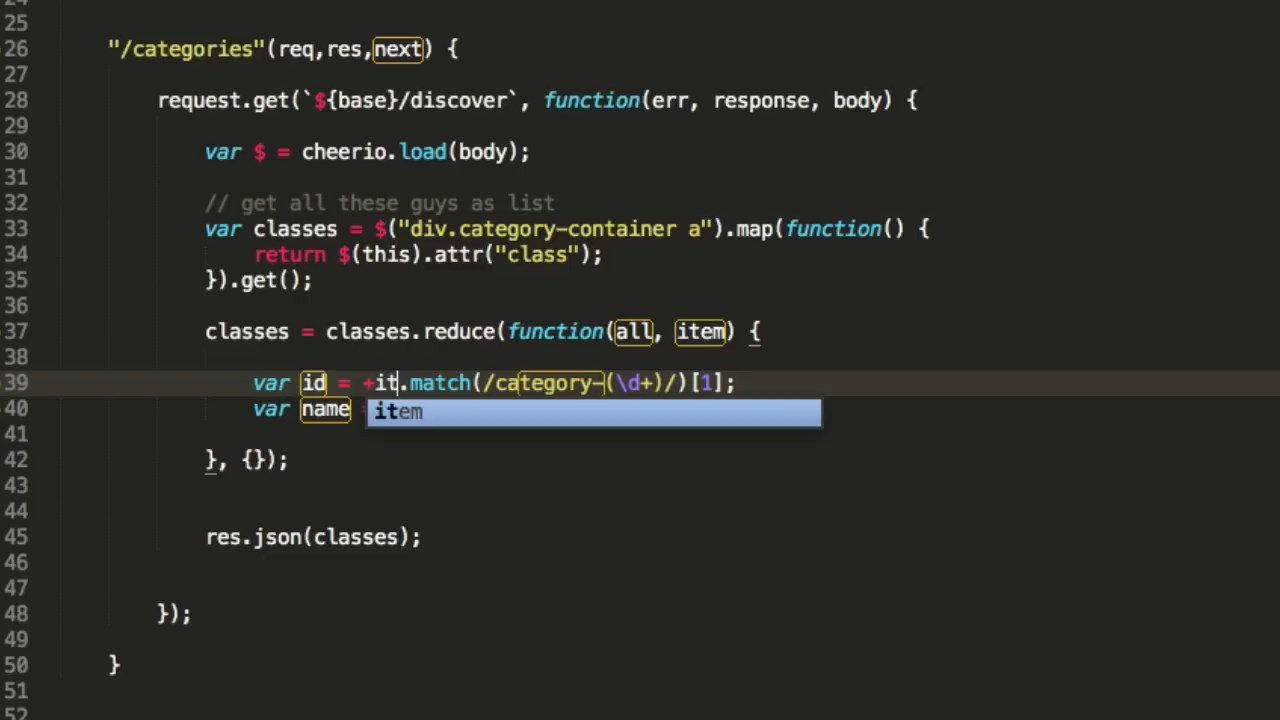 24
25
26 "/categories"(req,res,next) {
27
28 request.get(`${base}/discover`, function(err, response, body) {
29
30 var $ = cheerio.load(body);
31
32 // get all these guys as list
33 var classes = $("div.category-container a").map(function() {
34 return $(this).attr("class");
35 }).get();
36
37 classes = classes.reduce(function(all, item) {
38
39 var id = +it.match(/category-(\d+)/)[1];
40 var name
item
41
42 }, {});
43
44
45 res.json(classes);
46
47
48 });
49
50 }
51
52